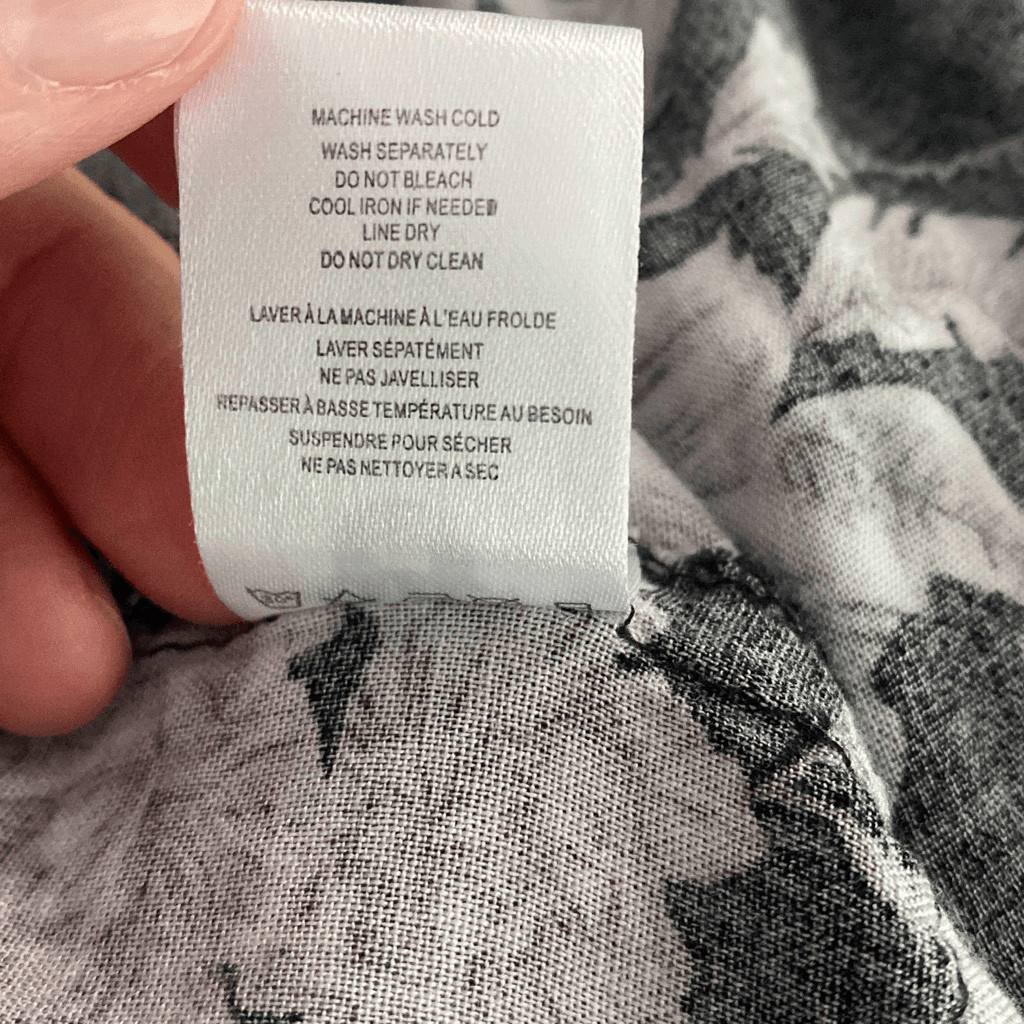 MACHINE WASH COLD
WASH SEPARATELY
DO NOT BLEACH
COOL IRON IF NEEDED
LINE DRY
DO NOT DRY CLEAN
LAVER À LA MACHINE À L'EAU FROLDE
LAVER SÉPATÉMENT
NE PAS JAVELLISER
REPASSER À BASSE TEMPÉRATURE AU BESOIN
SUSPENDRE POUR SÉCHER
NE PAS NETTOYER A SEC